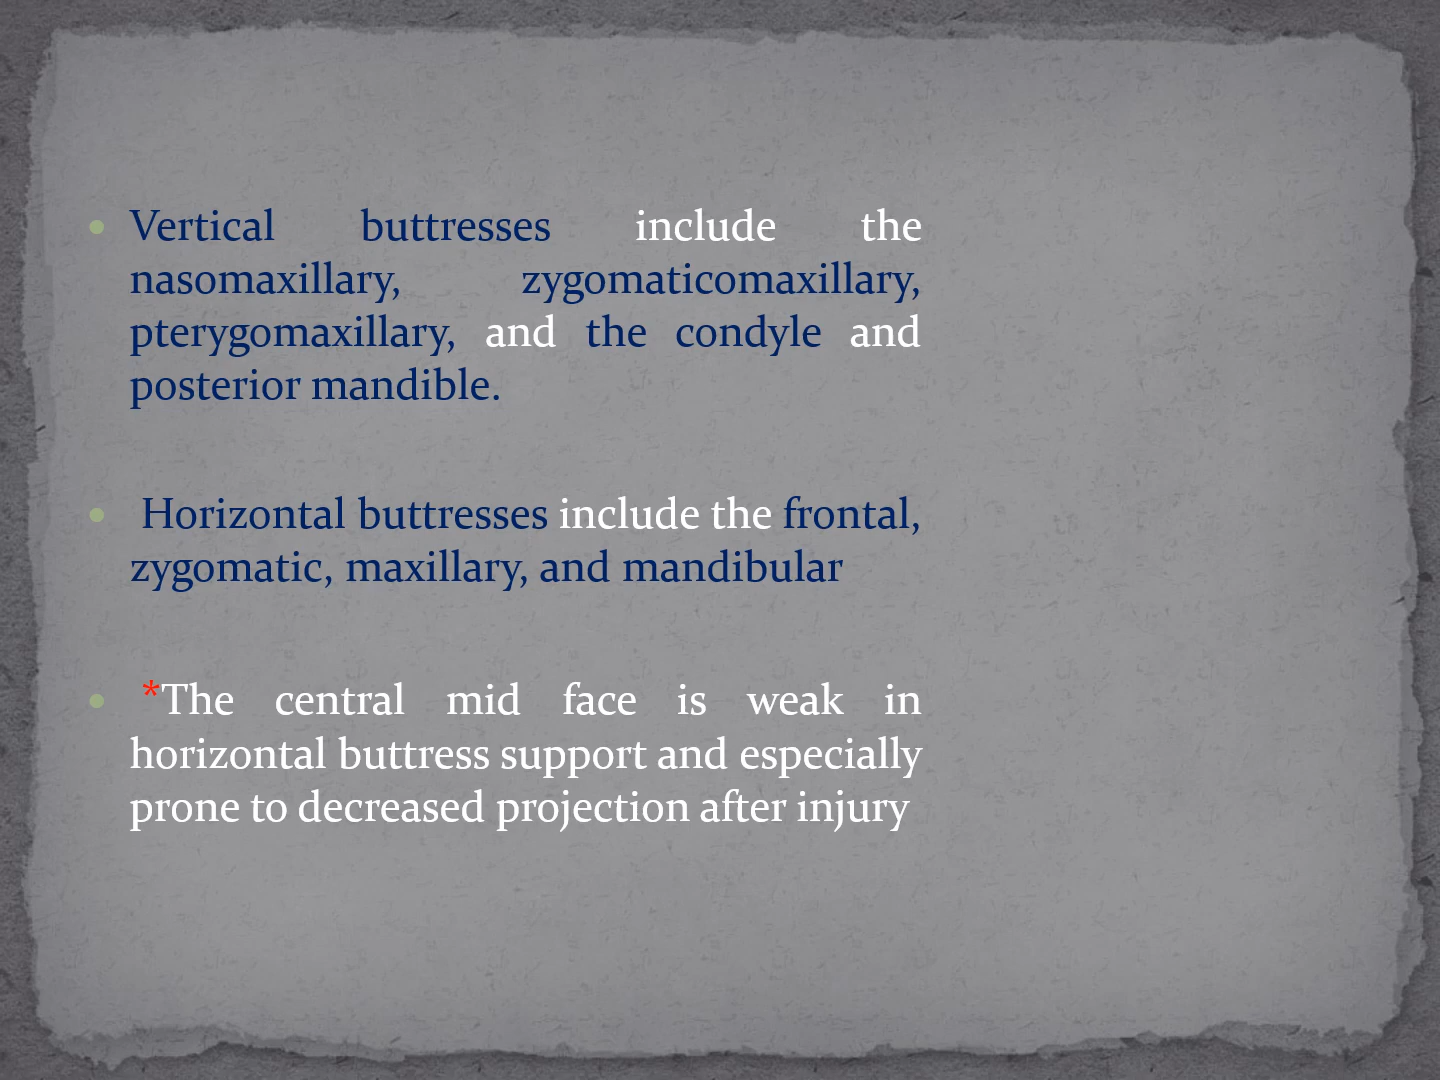 • Vertical buttresses include the
nasomaxillary, zygomaticomaxillary,
pterygomaxillary, and the condyle and
posterior mandible.
• Horizontal buttresses include the frontal,
zygomatic, maxillary, and mandibular
• *The central mid face is weak in
horizontal buttress support and especially
prone to decreased projection after injury